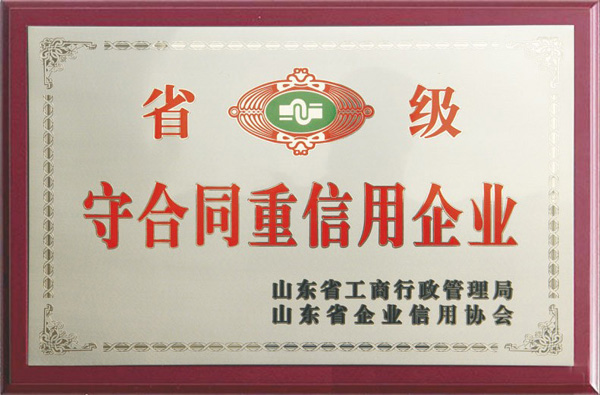 省 级
守合同重信用企业
山东省工商行政管理局
山东省企业信用协会